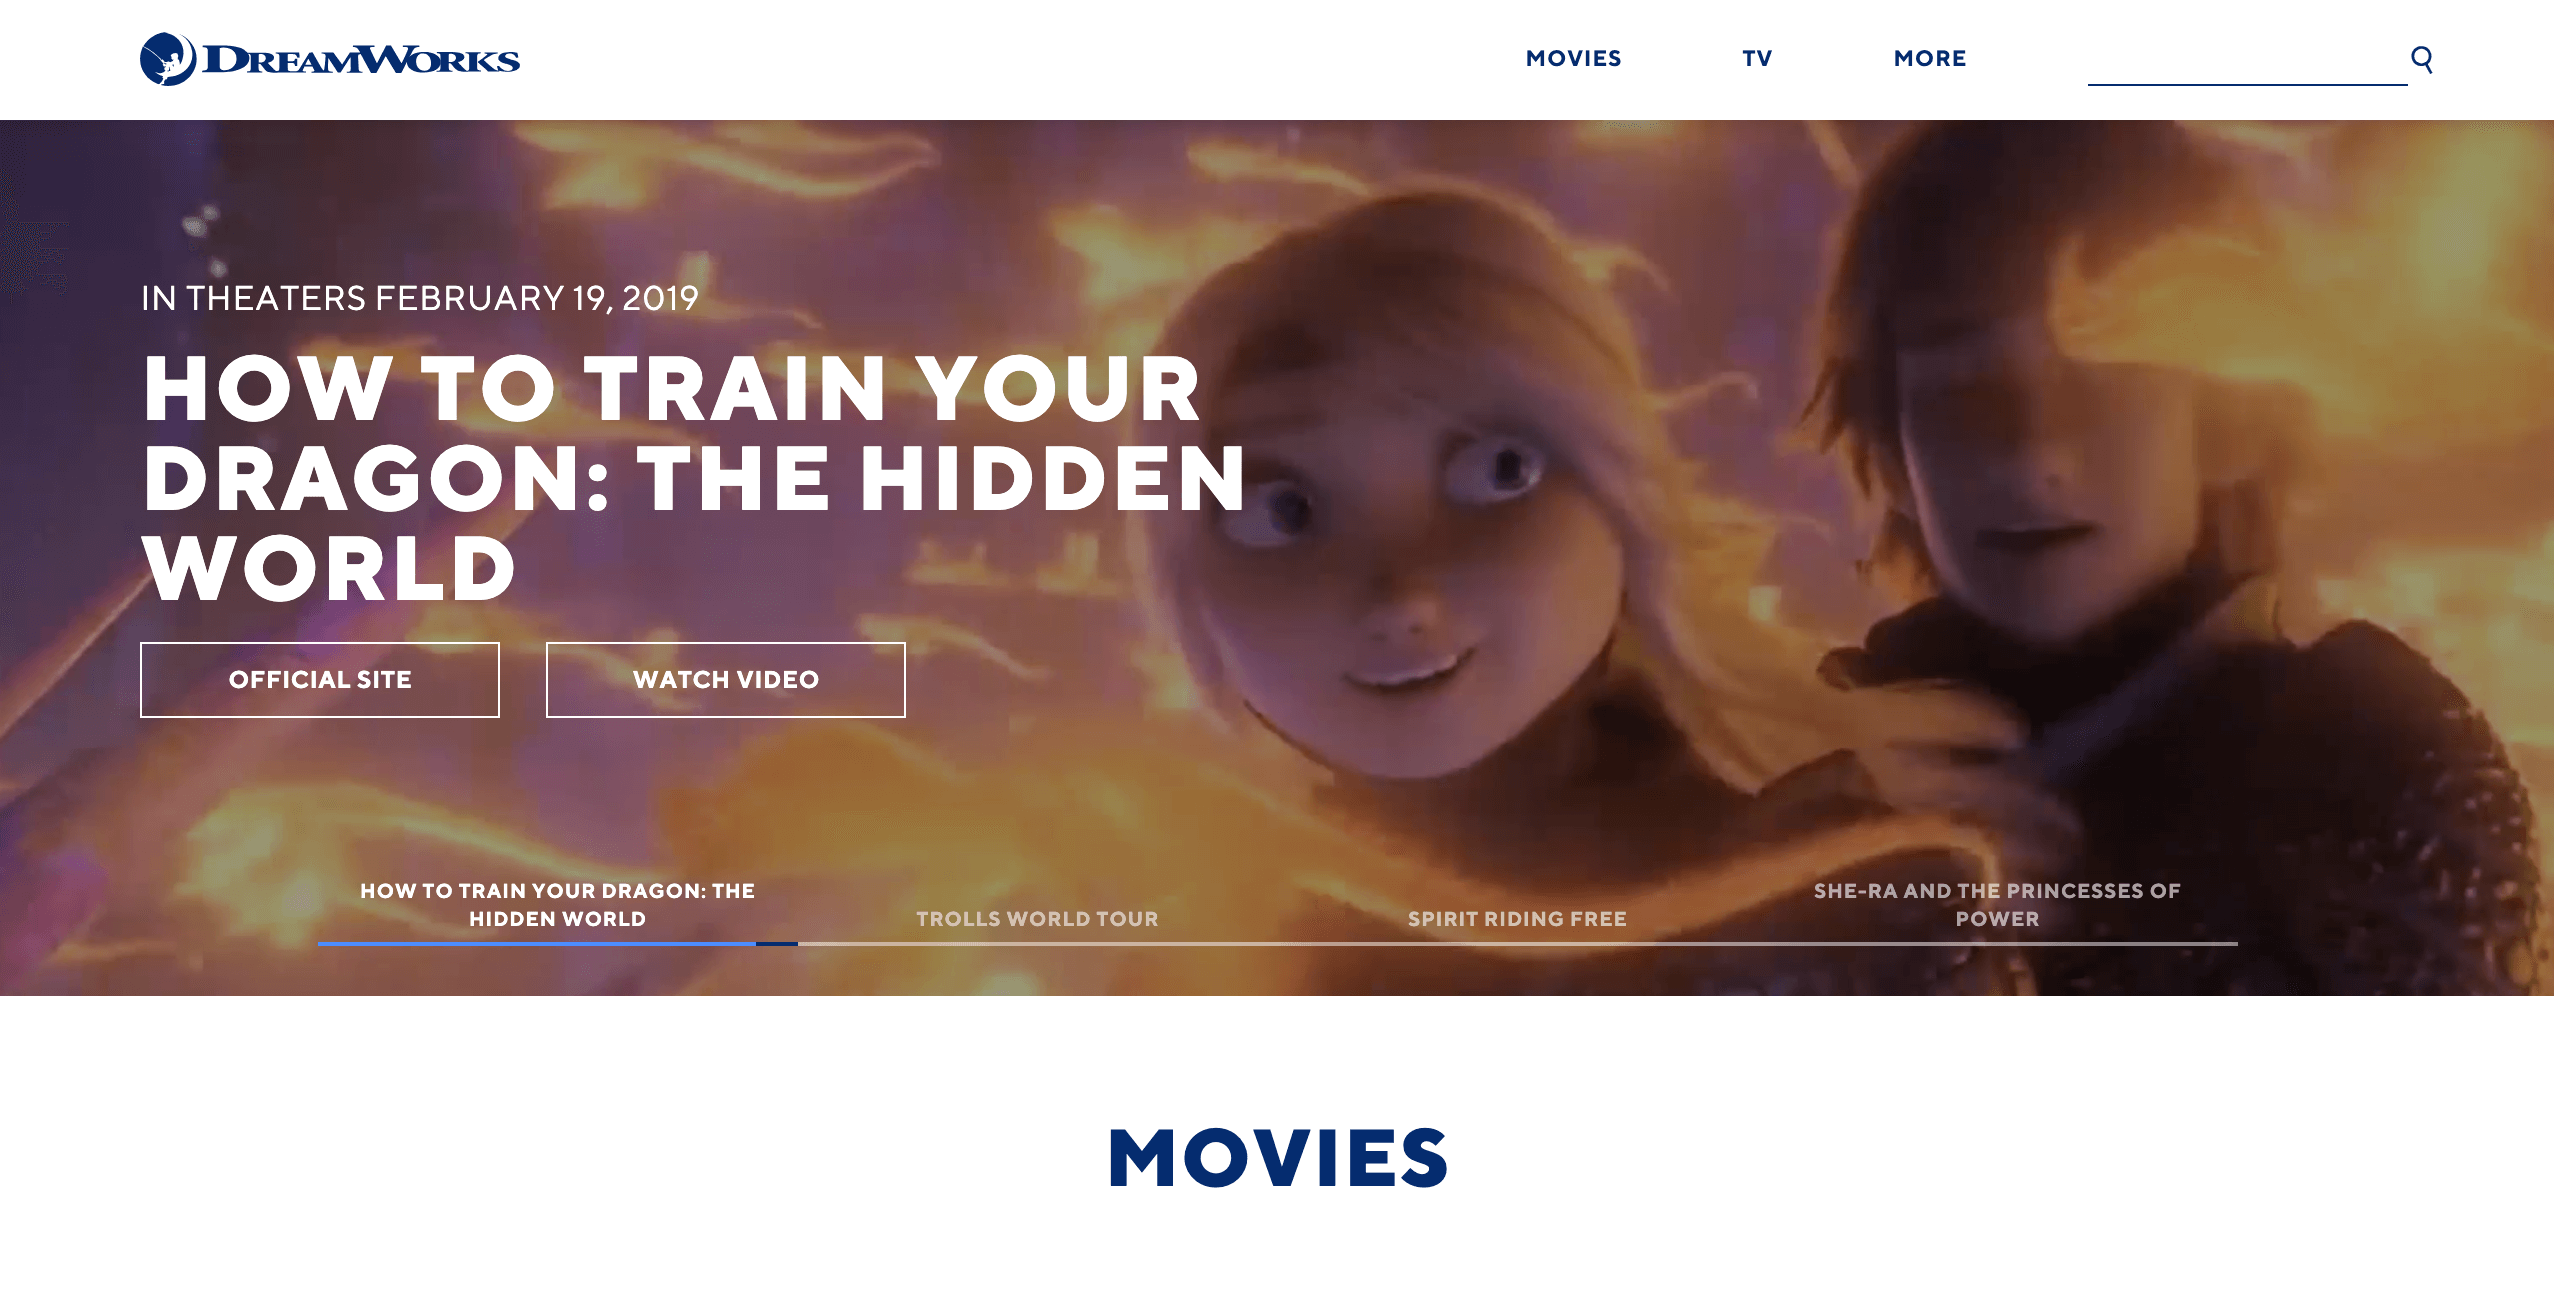 DREAMWORKS
MOVIES
TV
MORE
IN THEATERS FEBRUARY 19, 2019
HOW TO TRAIN YOUR
DRAGON: THE HIDDEN
WORLD
OFFICIAL SITE
WATCH VIDEO
HOW TO TRAIN YOUR DRAGON: THE
HIDDEN WORLD
TROLLS WORLD TOUR
SPIRIT RIDING FREE
SHE-RA AND THE PRINCESSES OF
POWER
MOVIES